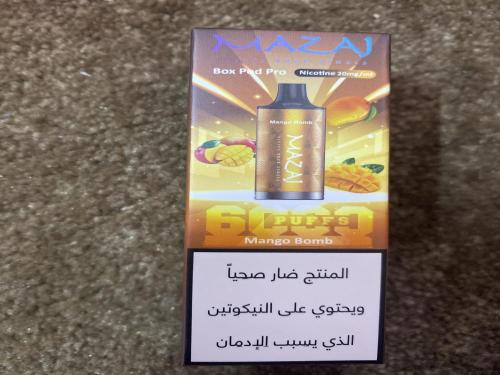 MAZAJ
Box Pod Pro Nicotine 20mg/ml
Mango Bomb
MAZAJ
6000
PUFFS
Mango Bomb
المنتج ضار صحياً
ويحتوي على النيكوتين
الذي يسبب الإدمان